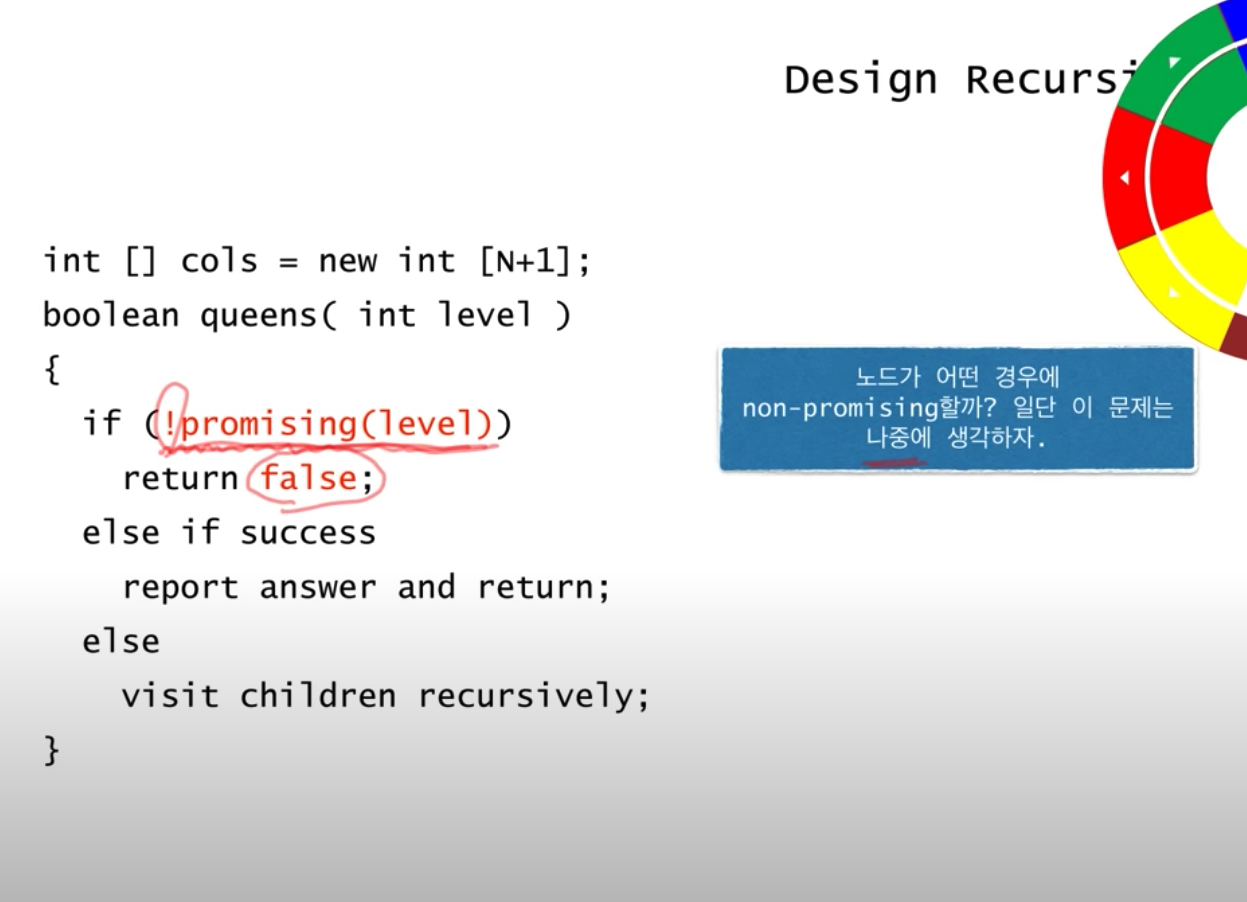 Design Recursi
int [] cols = new int [N+1];
boolean queens( int level )
{
if (!promising(level))
return false;
노드가 어떤 경우에
non-promising할까? 일단 이 문제는
나중에 생각하자.
else if success
report answer and return;
else
visit children recursively;
}